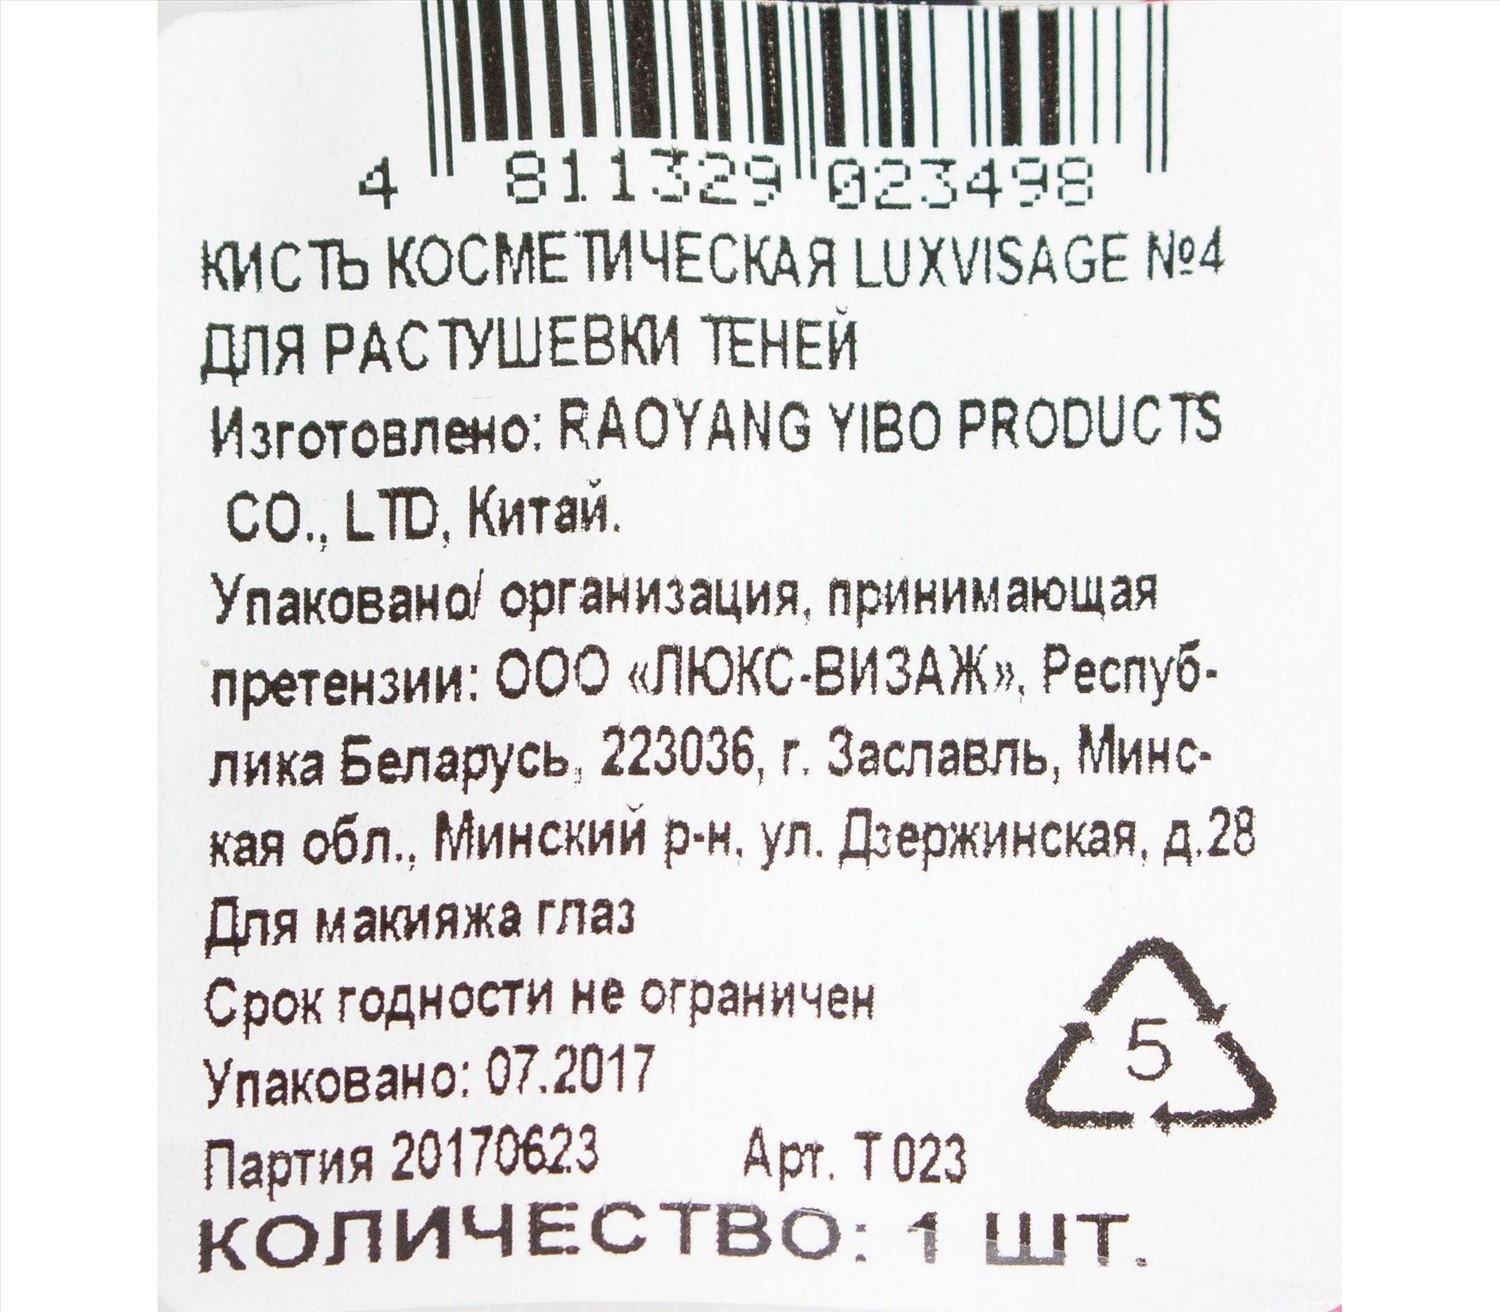 4 811329 023498
КИСТЬ КОСМЕТИЧЕСКАЯ LUXVISAGE №4
ДЛЯ РАСТУШЕВКИ ТЕНЕЙ
Изготовлено: RAOYANG YIBO PRODUCTS
CO., LTD, Китай.
Упаковано/ организация, принимающая
претензии: ООО «ЛЮКС-ВИЗАЖ», Респуб-
лика Беларусь, 223036, г. Заславль, Минс-
кая обл., Минский р-н, ул. Дзержинская, д.28
Для макияжа глаз
Срок годности не ограничен
5
Упаковано: 07.2017
Партия 20170623 Арт. Т 023
КОЛИЧЕСТВО: 1 ШТ.